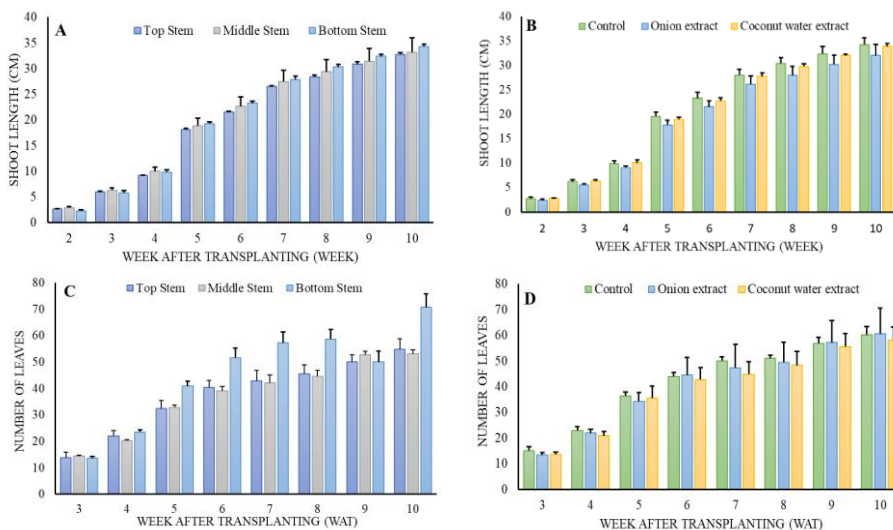 A
Top Stem Middle Stem Bottom Stem
SHOOT LENGTH (CM)
40
35
30
25
20
15
10
5
0
2 3 4 5 6 7 8 9 10
WEEK AFTER TRANSPLANTING (WEEK)
B
Control Onion extract Coconut water extract
SHOOT LENGTH (CM)
40
35
30
25
20
15
10
5
0
2 3 4 5 6 7 8 9 10
WEEK AFTER TRANSPLANTING (WEEK)
C
Top Stem Middle Stem Bottom Stem
NUMBER OF LEAVES
80
70
60
50
40
30
20
10
0
3 4 5 6 7 8 9 10
WEEK AFTER TRANSPLANTING (WAT)
D
Control Onion extract Coconut water extract
NUMBER OF LEAVES
80
70
60
50
40
30
20
10
0
3 4 5 6 7 8 9 10
WEEK AFTER TRANSPLANTING (WAT)